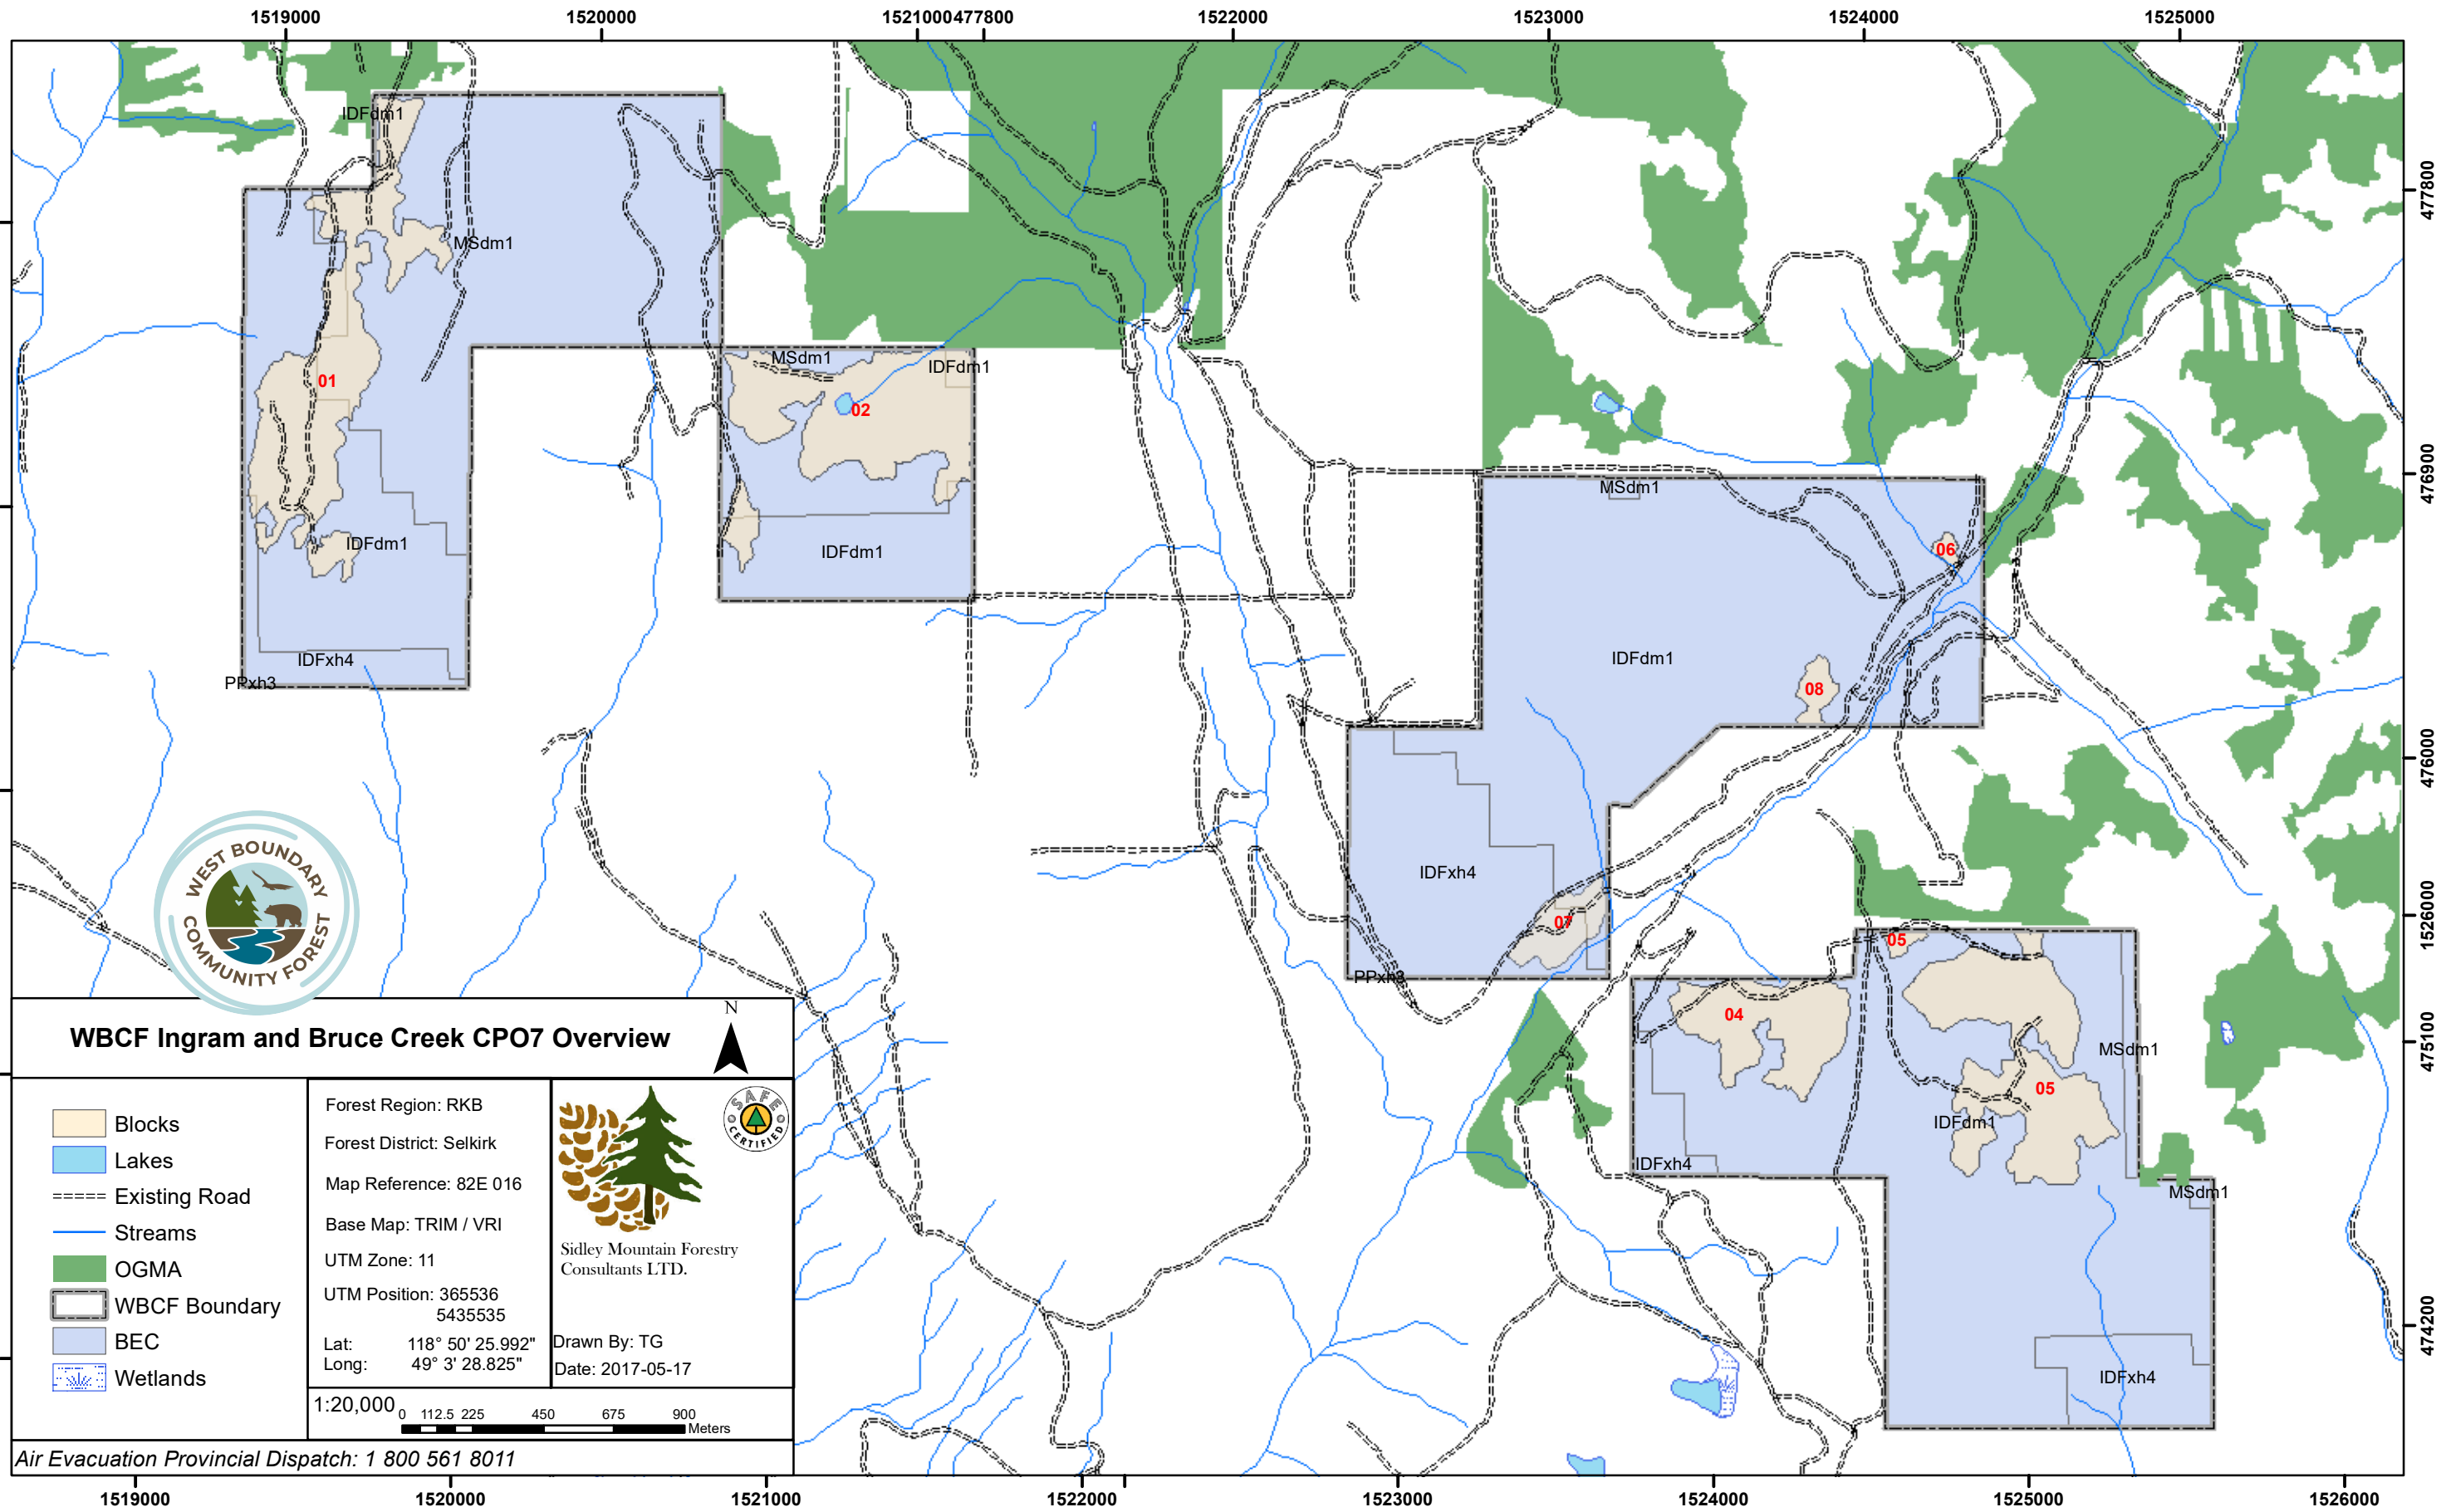 1519000 1520000 1521000477800 1522000 1523000 1524000 1525000
IDFdm1
477800
MSdm1
MSdm1
IDFdm1
01
02
476900
MSdm1
IDFdm1
IDFdm1
06
IDFxh4
IDFdm1
PPxh3
08
476000
WEST BOUNDARY
COMMUNITY FOREST
IDFxh4
07
1526000
05
PPxh3
04
475100
MSdm1
05
IDFdm1
IDFxh4
MSdm1
474200
IDFxh4
N
WBCF Ingram and Bruce Creek CPO7 Overview
Blocks
Lakes
Existing Road
Streams
OGMA
WBCF Boundary
BEC
Wetlands
Forest Region: RKB
Forest District: Selkirk
Map Reference: 82E 016
Base Map: TRIM / VRI
UTM Zone: 11
UTM Position: 365536
5435535
Lat: 118° 50' 25.992"
Long: 49° 3' 28.825"
SAFE
CERTIFIED
Sidley Mountain Forestry
Consultants LTD.
Drawn By: TG
Date: 2017-05-17
1:20,000
0 112.5 225 450 675 900
Meters
Air Evacuation Provincial Dispatch: 1 800 561 8011
1519000 1520000 1521000 1522000 1523000 1524000 1525000 1526000